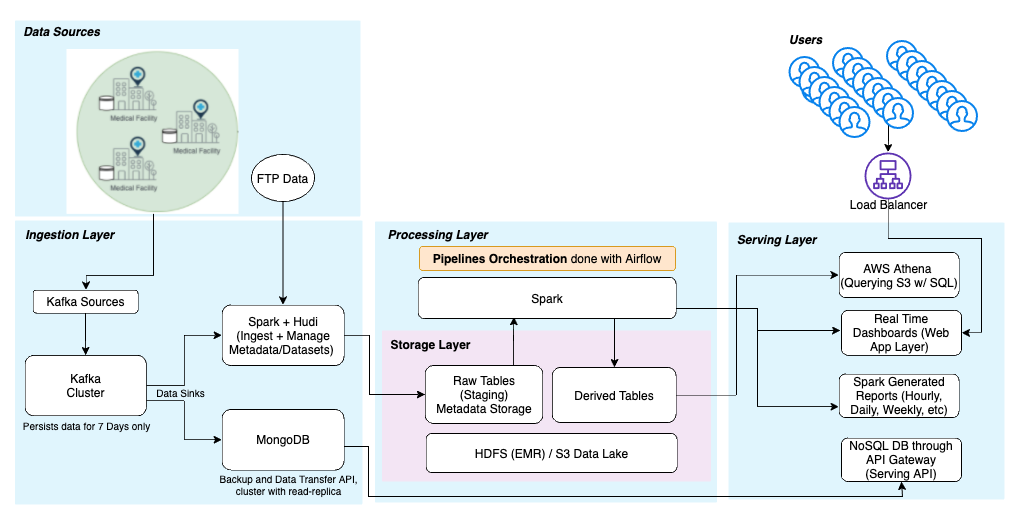 Data Sources
Medical Facility
Medical Facility
Medical Facility
FTP Data
Users
Load Balancer
Ingestion Layer
Kafka Sources
Kafka
Cluster
Persists data for 7 Days only
Data Sinks
Spark + Hudi
(Ingest + Manage
Metadata/Datasets)
MongoDB
Backup and Data Transfer API,
cluster with read-replica
Processing Layer
Pipelines Orchestration done with Airflow
Spark
Storage Layer
Raw Tables
(Staging)
Metadata Storage
Derived Tables
HDFS (EMR) / S3 Data Lake
Serving Layer
AWS Athena
(Querying S3 w/ SQL)
Real Time
Dashboards (Web
App Layer)
Spark Generated
Reports (Hourly,
Daily, Weekly, etc)
NoSQL DB through
API Gateway
(Serving API)